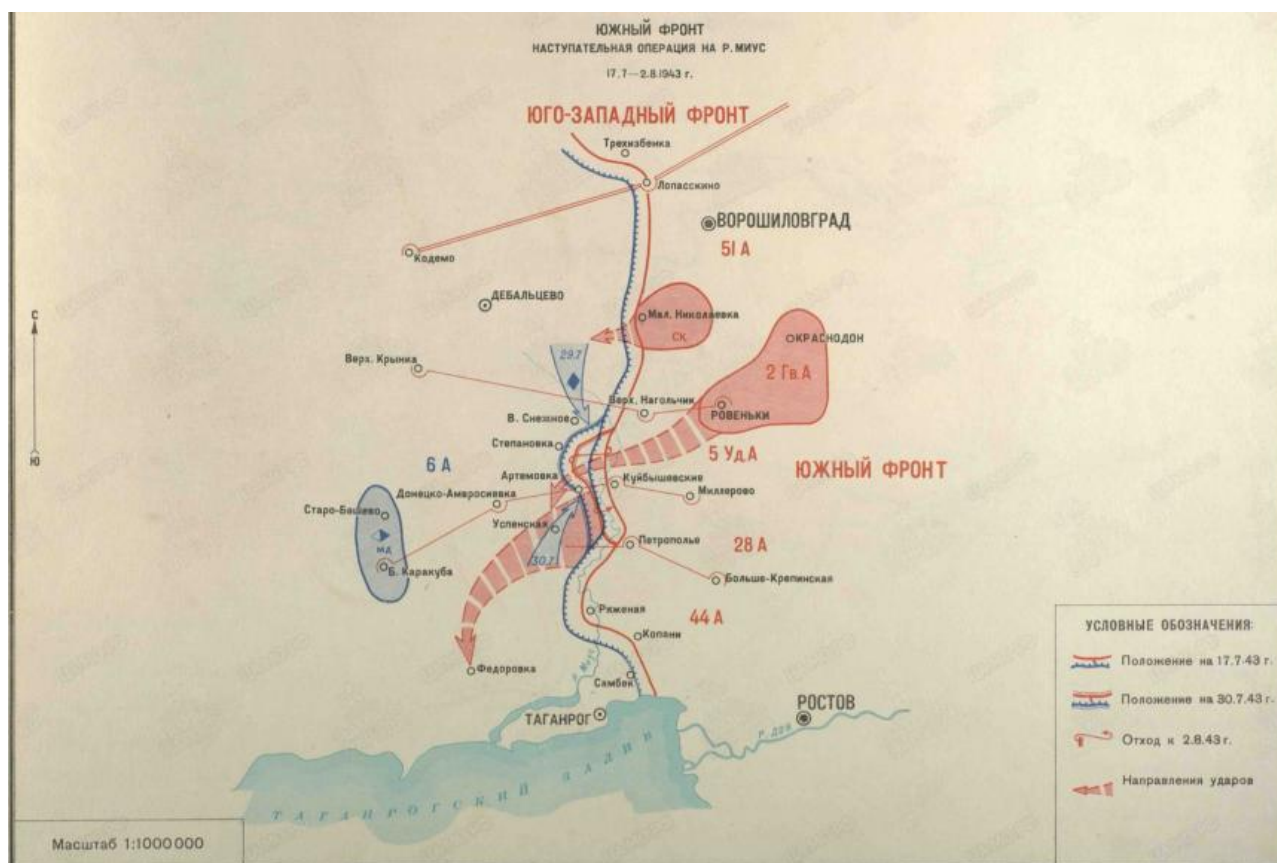 ЮЖНЫЙ ФРОНТ
НАСТУПАТЕЛЬНАЯ ОПЕРАЦИЯ НА Р. МИУС
17.7—2.8.1943 г.
ЮГО-ЗАПАДНЫЙ ФРОНТ
Трехизбенка
Лопасскино
ВОРОШИЛОВГРАД
51 А
Кодемо
ДЕБАЛЬЦЕВО
Мал. Николаевка
СК
С
КРАСНОДОН
29.7
Верх. Крынка
2 Гв. А
Верх. Нагольчик
РОВЕНЬКИ
В. Снежное
Степановка
Ю
5 Уд. А
6 А
ЮЖНЫЙ ФРОНТ
Артемовка
Куйбышевские
Донецко-Амвросиевка
Миллерово
Старо-Бешево
Успенская
Петрополье
28 А
МД
30.7
Б. Каракуба
Больше-Крепинская
Ряженая
44 А
Копани
Федоровка
р. Миус
Самбек
ТАГАНРОГ
РОСТОВ
Р. ДОН
ТАГАНРОГСКИЙ ЗАЛИВ
УСЛОВНЫЕ ОБОЗНАЧЕНИЯ:
Положение на 17.7.43 г.
Положение на 30.7.43 г.
Отход к 2.8.43 г.
Направления ударов
Масштаб 1:1000000